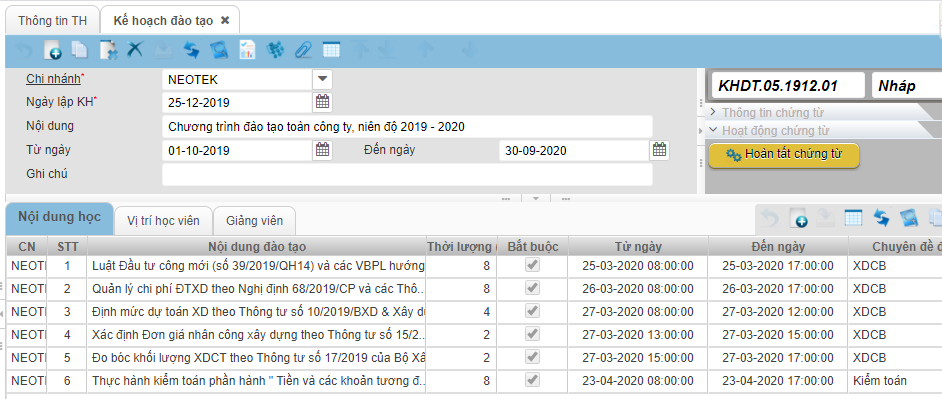 Thông tin TH
Kế hoạch đào tạo
Chi nhánh*
NEOTEK
Ngày lập KH*
25-12-2019
Nội dung
Chương trình đào tạo toàn công ty, niên độ 2019 - 2020
Từ ngày
01-10-2019
Đến ngày
30-09-2020
Ghi chú
KHDT.05.1912.01
Nháp
Thông tin chứng từ
Hoạt động chứng từ
Hoàn tất chứng từ
Nội dung học
Vị trí học viên
Giảng viên
CN STT Nội dung đào tạo Thời lượng ( Bắt buộc Từ ngày Đến ngày Chuyên đề đ
NEOTE 1 Luật Đầu tư công mới (số 39/2019/QH14) và các VBPL hướng 8 25-03-2020 08:00:00 25-03-2020 17:00:00 XDCB
NEOTE 2 Quản lý chi phí ĐTXD theo Nghị định 68/2019/CP và các Thô... 8 26-03-2020 08:00:00 26-03-2020 17:00:00 XDCB
NEOTE 3 Định mức dự toán XD theo Thông tư số 10/2019/BXD & Xây dự 4 27-03-2020 08:00:00 27-03-2020 12:00:00 XDCB
NEOTE 4 Xác định Đơn giá nhân công xây dựng theo Thông tư số 15/2... 2 27-03-2020 13:00:00 27-03-2020 15:00:00 XDCB
NEOTE 5 Đo bóc khối lượng XDCT theo Thông tư số 17/2019 của Bộ Xâ 2 27-03-2020 15:00:00 27-03-2020 17:00:00 XDCB
NEOTE 6 Thực hành kiểm toán phần hành " Tiền và các khoản tương đ... 8 23-04-2020 08:00:00 23-04-2020 17:00:00 Kiểm toán